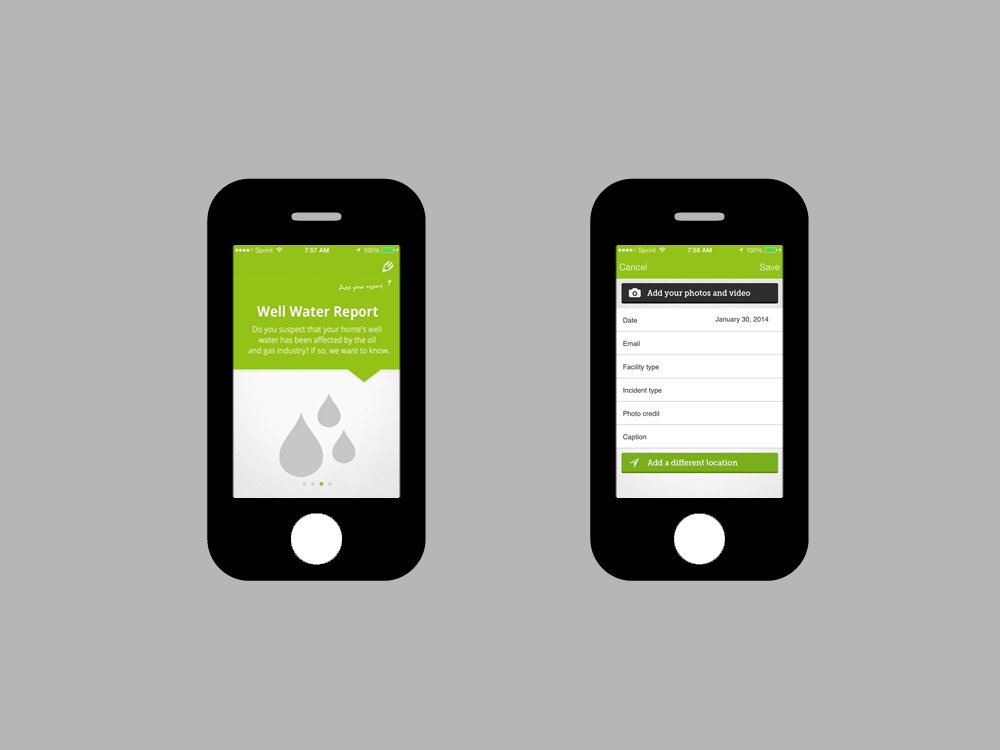 Sprint 7:57 AM 100%
Add your report
Well Water Report
Do you suspect that your home's well
water has been affected by the oil
and gas industry? If so, we want to know.
Sprint 7:58 AM 100%
Cancel Save
Add your photos and video
Date January 30, 2014
Email
Facility type
Incident type
Photo credit
Caption
Add a different location